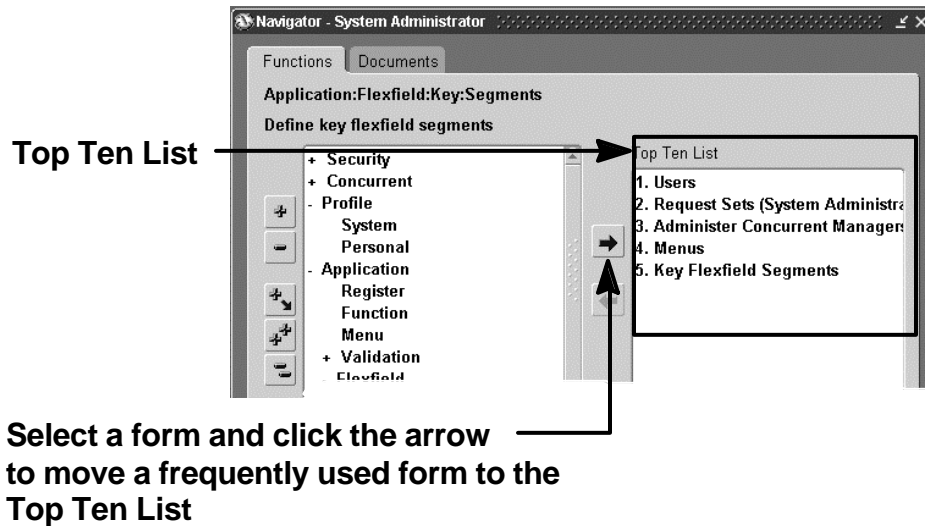 Navigator - System Administrator
Functions Documents
Application:Flexfield:Key:Segments
Define key flexfield segments
Top Ten List
+ Security
+ Concurrent
- Profile
System
Personal
- Application
Register
Function
Menu
+ Validation
- Flexfield
Top Ten List
1. Users
2. Request Sets (System Administra
3. Administer Concurrent Managers
4. Menus
5. Key Flexfield Segments
Select a form and click the arrow
to move a frequently used form to the
Top Ten List